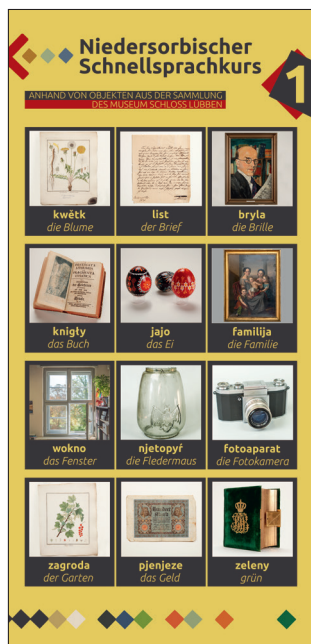 Niedersorbischer
Schnellsprachkurs
1
ANHAND VON OBJEKTEN AUS DER SAMMLUNG
DES MUSEUM SCHLOSS LÜBBEN
kwětk
die Blume
list
der Brief
bryla
die Brille
knigły
das Buch
jajo
das Ei
familija
die Familie
wokno
das Fenster
njetopyŕ
die Fledermaus
fotoaparat
die Fotokamera
zagroda
der Garten
pjenjeze
das Geld
zeleny
grün